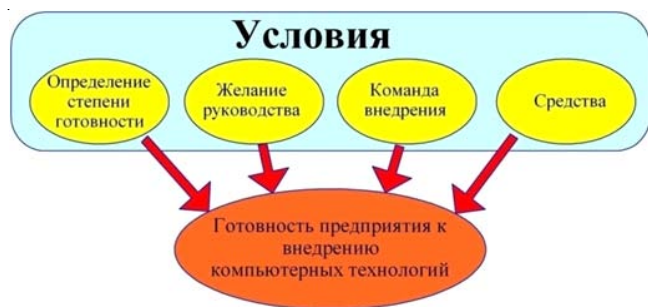 Условия
Определение
степени
готовности
Желание
руководства
Команда
внедрения
Средства
Готовность предприятия к
внедрению
компьютерных технологий